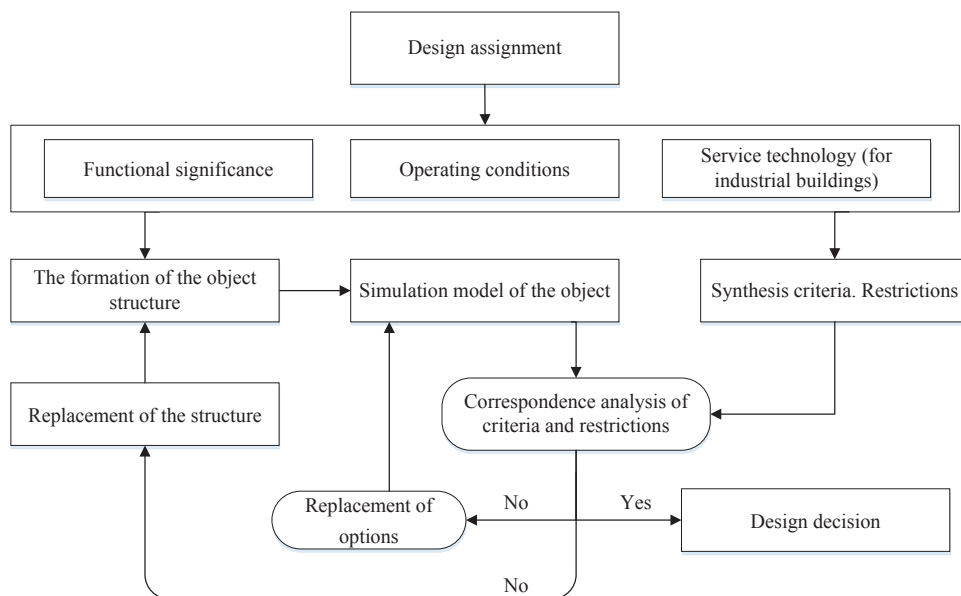 Design assignment
Functional significance
Operating conditions
Service technology (for
industrial buildings)
The formation of the object
structure
Simulation model of the object
Synthesis criteria. Restrictions
Replacement of the structure
Correspondence analysis of
criteria and restrictions
Replacement of
options
No
Yes
Design decision
No